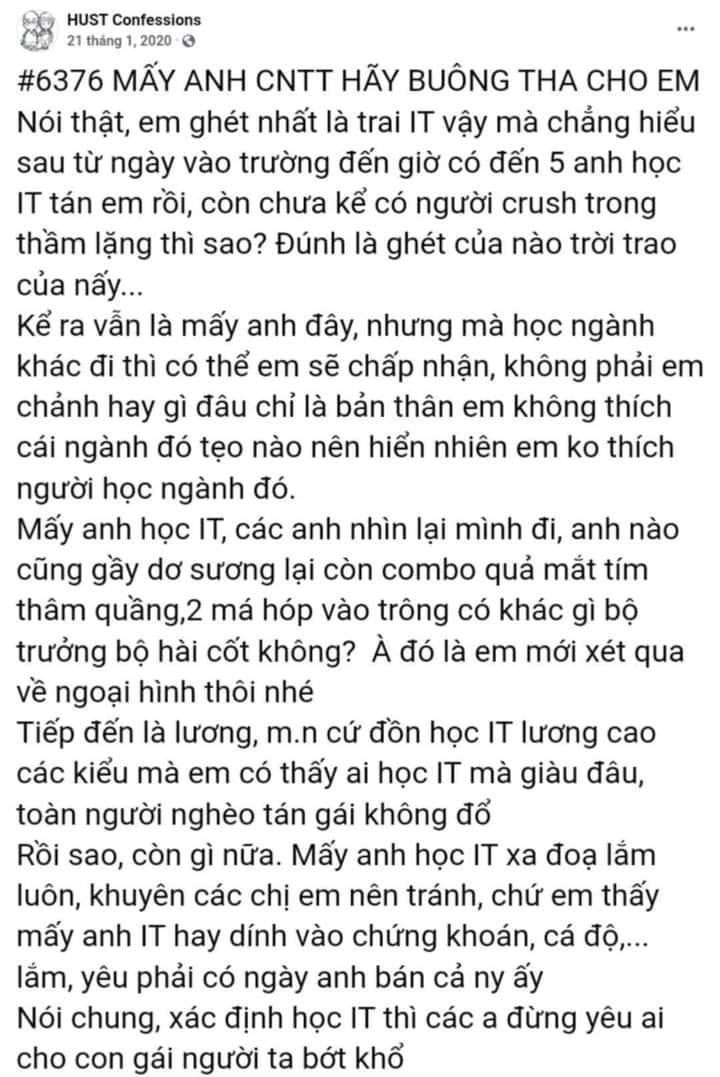 HUST Confessions
21 tháng 1, 2020 ·
#6376 MẤY ANH CNTT HÃY BUÔNG THA CHO EM
Nói thật, em ghét nhất là trai IT vậy mà chẳng hiểu
sau từ ngày vào trường đến giờ có đến 5 anh học
IT tán em rồi, còn chưa kể có người crush trong
thầm lặng thì sao? Đúnh là ghét của nào trời trao
của nấy...
Kể ra vẫn là mấy anh đây, nhưng mà học ngành
khác đi thì có thể em sẽ chấp nhận, không phải em
chảnh hay gì đâu chỉ là bản thân em không thích
cái ngành đó tẹo nào nên hiển nhiên em ko thích
người học ngành đó.
Mấy anh học IT, các anh nhìn lại mình đi, anh nào
cũng gầy dơ sương lại còn combo quả mắt tím
thâm quầng,2 má hóp vào trông có khác gì bộ
trưởng bộ hài cốt không?  À đó là em mới xét qua
về ngoại hình thôi nhé
Tiếp đến là lương, m.n cứ đồn học IT lương cao
các kiểu mà em có thấy ai học IT mà giàu đâu,
toàn người nghèo tán gái không đổ
Rồi sao, còn gì nữa. Mấy anh học IT xa đoạ lắm
luôn, khuyên các chị em nên tránh, chứ em thấy
mấy anh IT hay dính vào chứng khoán, cá độ,...
lắm, yêu phải có ngày anh bán cả ny ấy
Nói chung, xác định học IT thì các a đừng yêu ai
cho con gái người ta bớt khổ